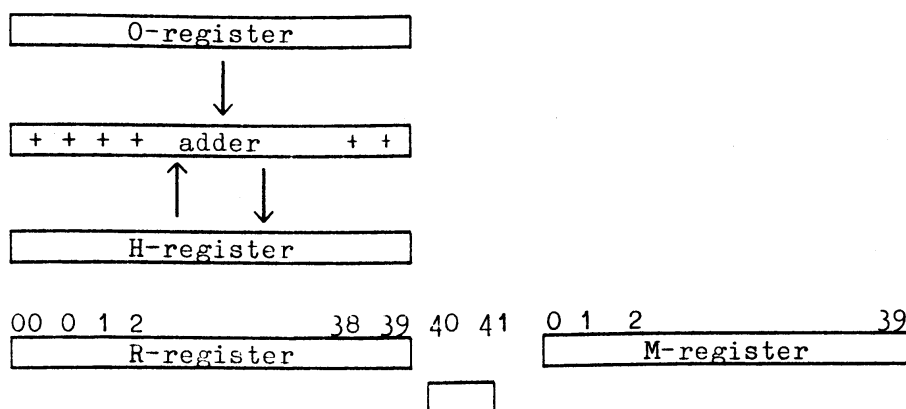 O-register
+ + + + adder + +
H-register
00 0 1 2 38 39 40 41 0 1 2 39
R-register M-register